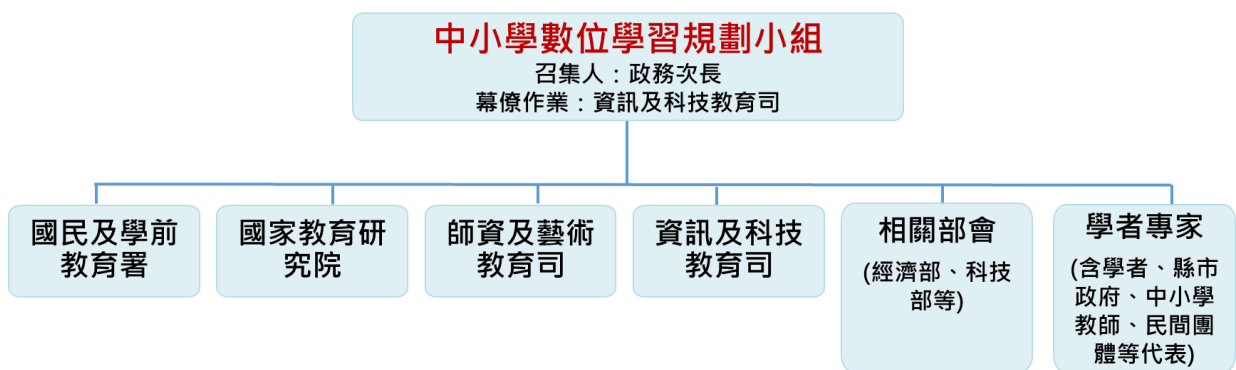 中小學數位學習規劃小組
召集人：政務次長
幕僚作業：資訊及科技教育司
國民及學前
教育署
國家教育研
究院
師資及藝術
教育司
資訊及科技
教育司
相關部會
(經濟部、科技
部等)
學者專家
(含學者、縣市
政府、中小學
教師、民間團
體等代表)